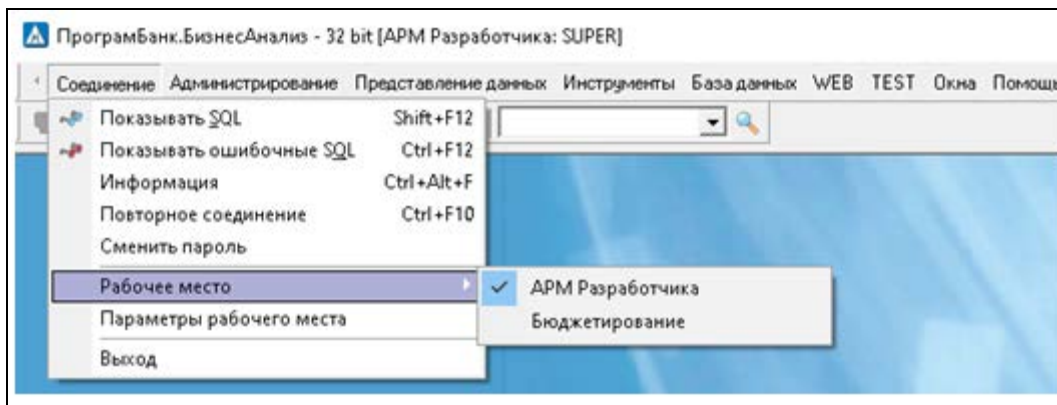 ПрограмБанк.БизнесАнализ - 32 bit [АРМ Разработчика: SUPER]
Соединение Администрирование Представление данных Инструменты База данных WEB TEST Окна Помощь
Показывать SQL Shift+F12
Показывать ошибочные SQL Ctrl+F12
Информация Ctrl+Alt+F
Повторное соединение Ctrl+F10
Сменить пароль
Рабочее место
АРМ Разработчика
Параметры рабочего места
Бюджетирование
Выход